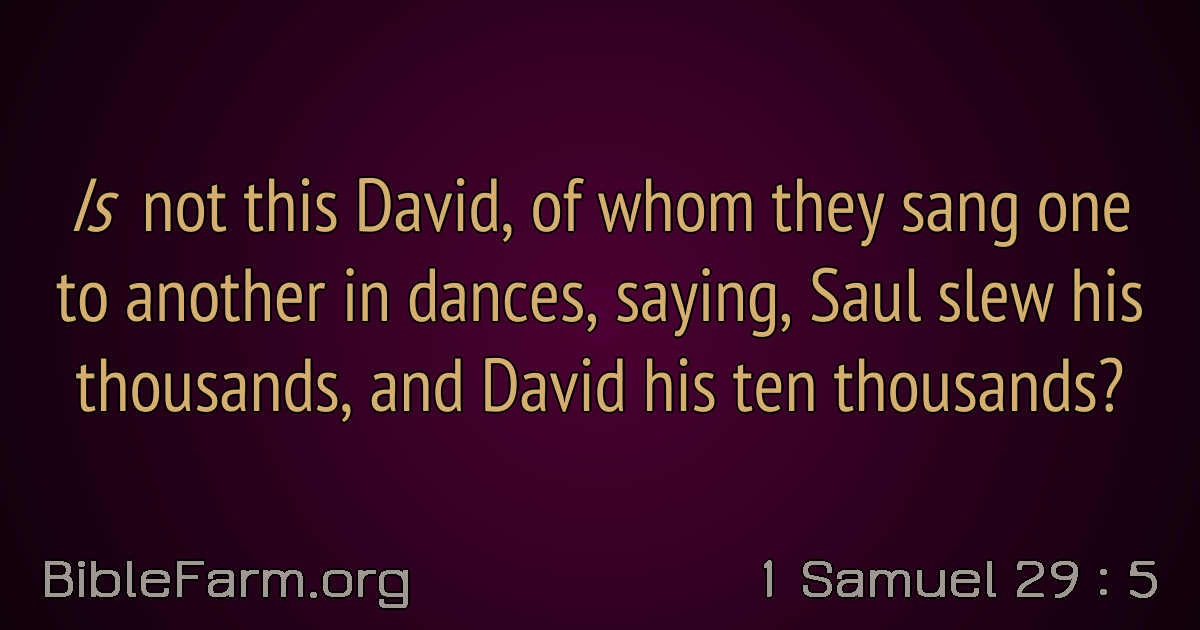 Is not this David, of whom they sang one
to another in dances, saying, Saul slew his
thousands, and David his ten thousands?
BibleFarm.org
1 Samuel 29 : 5